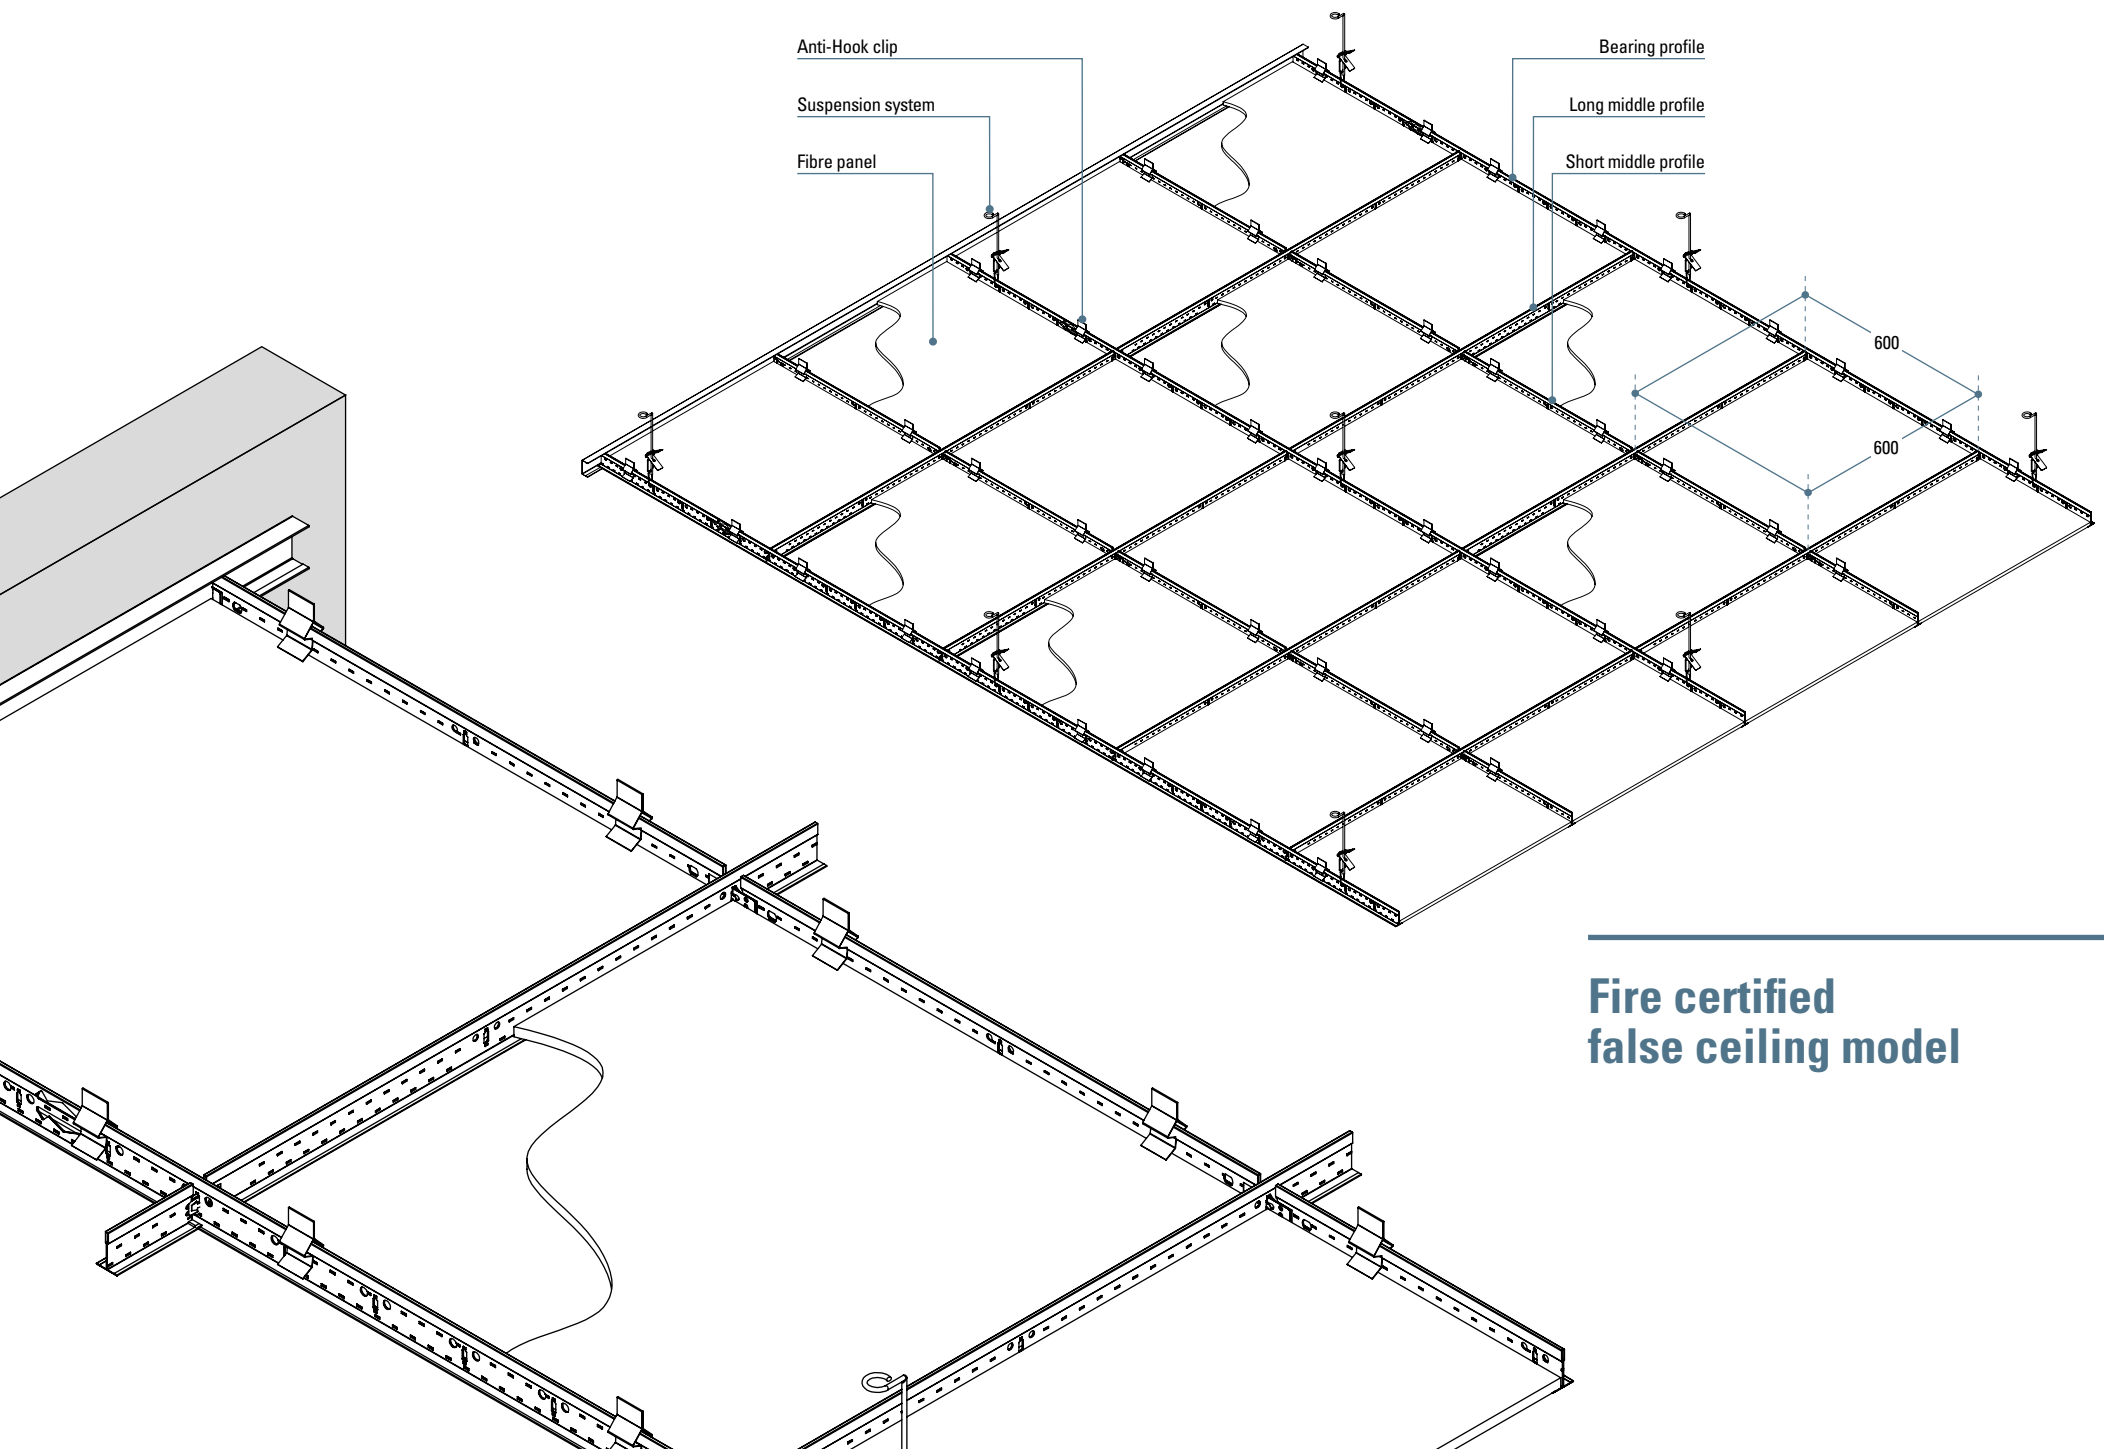 Anti-Hook clip
Suspension system
Fibre panel
Bearing profile
Long middle profile
Short middle profile
600
600
Fire certified
false ceiling model